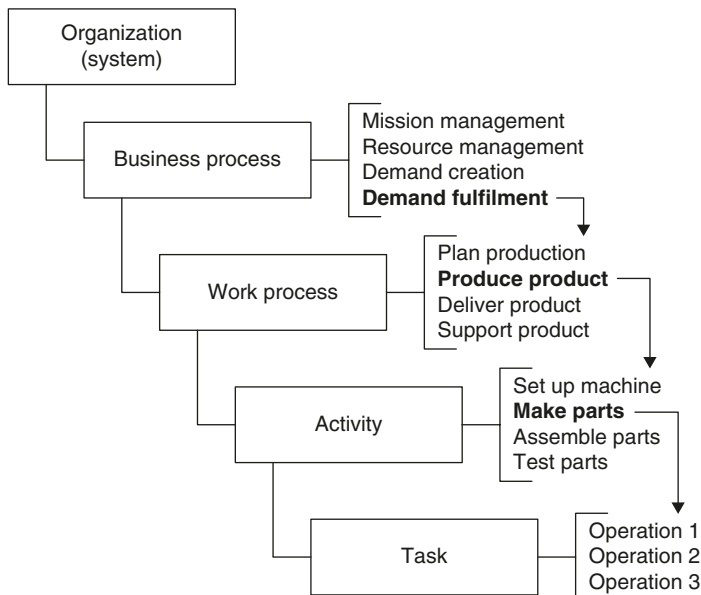 Organization
(system)
Business process
Mission management
Resource management
Demand creation
Demand fulfilment
Work process
Plan production
Produce product
Deliver product
Support product
Activity
Set up machine
Make parts
Assemble parts
Test parts
Task
Operation 1
Operation 2
Operation 3